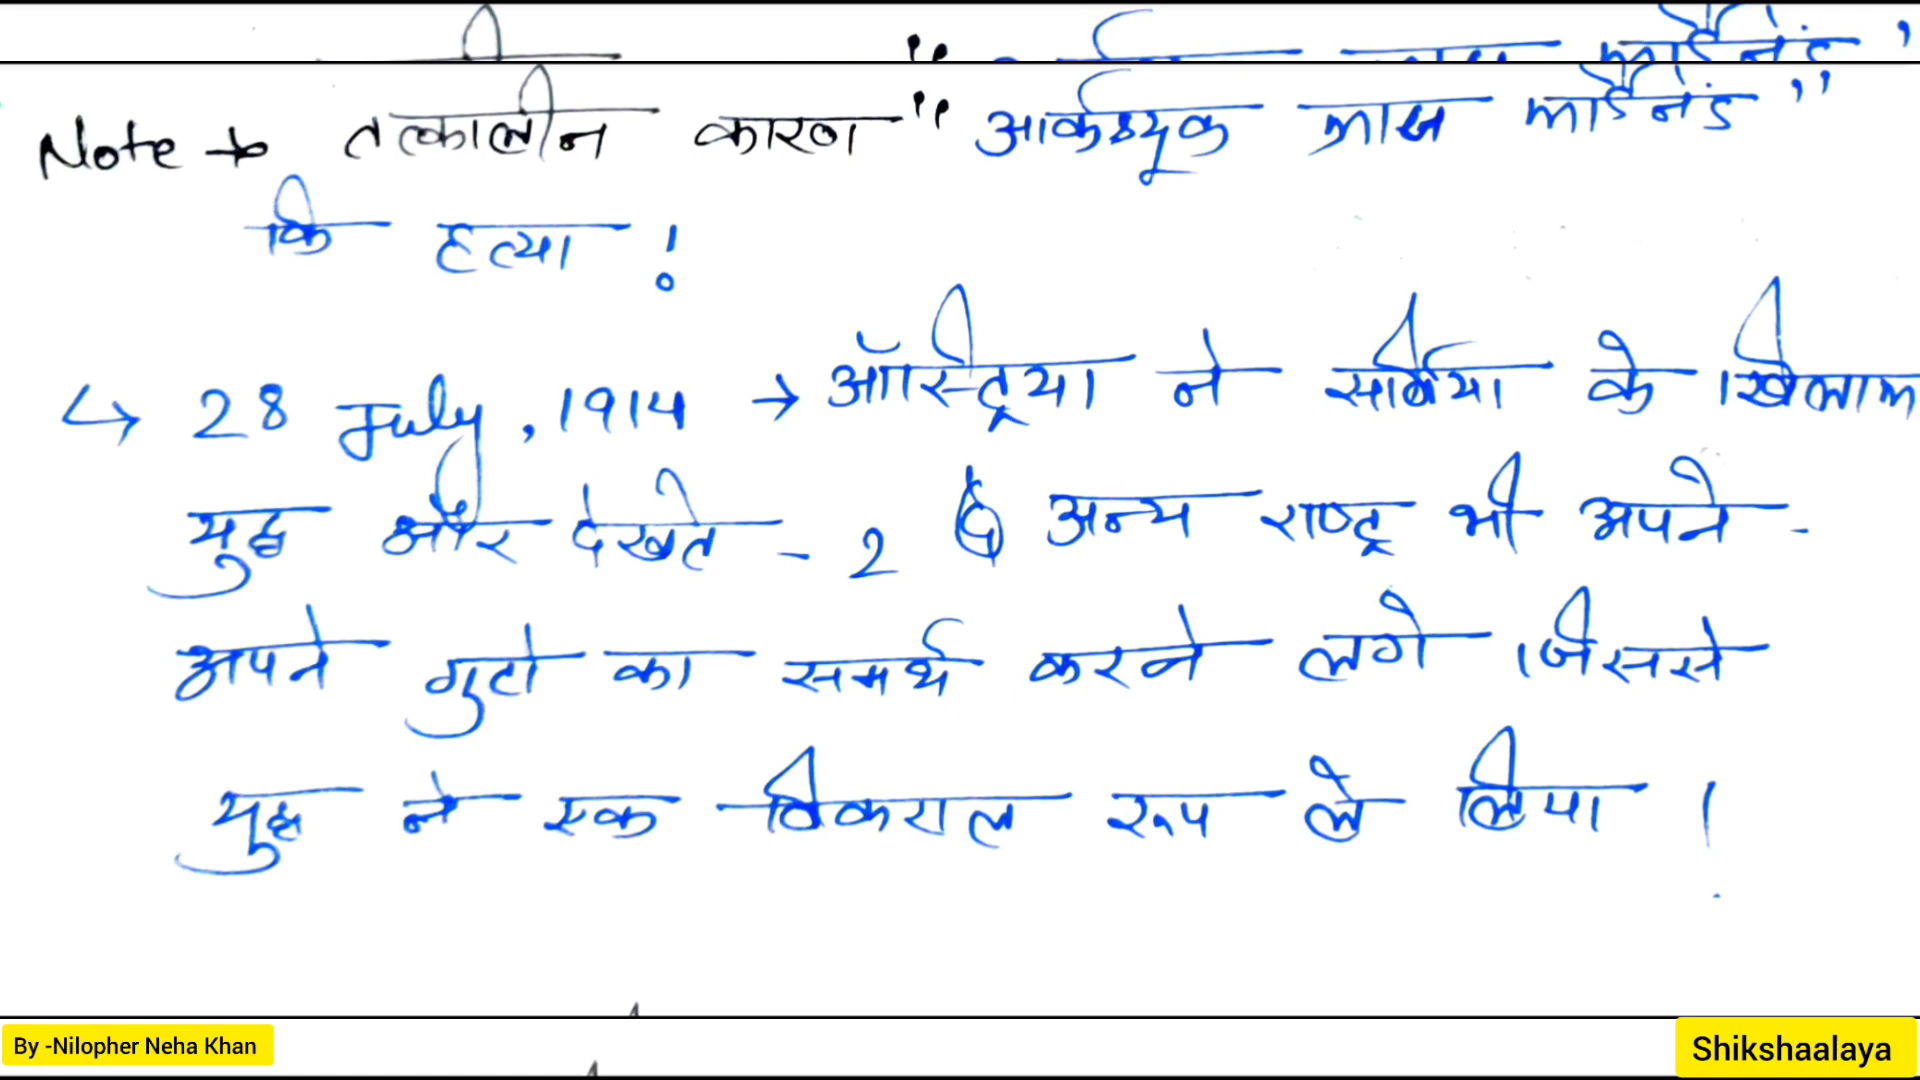 Note → तत्कालीन कारण "आर्कड्यूक
कि हत्या !
↳ 28 July, 1914 → ऑस्ट्रिया ने सर्बिया के खिलाफ
युद्ध और देखते - 2 ही अन्य राष्ट्र भी अपने -
अपने गुटो का समर्थ करने लगे जिससे
युद्ध ने एक विकराल रूप ले लिया ।
By -Nilopher Neha Khan
Shikshaalaya